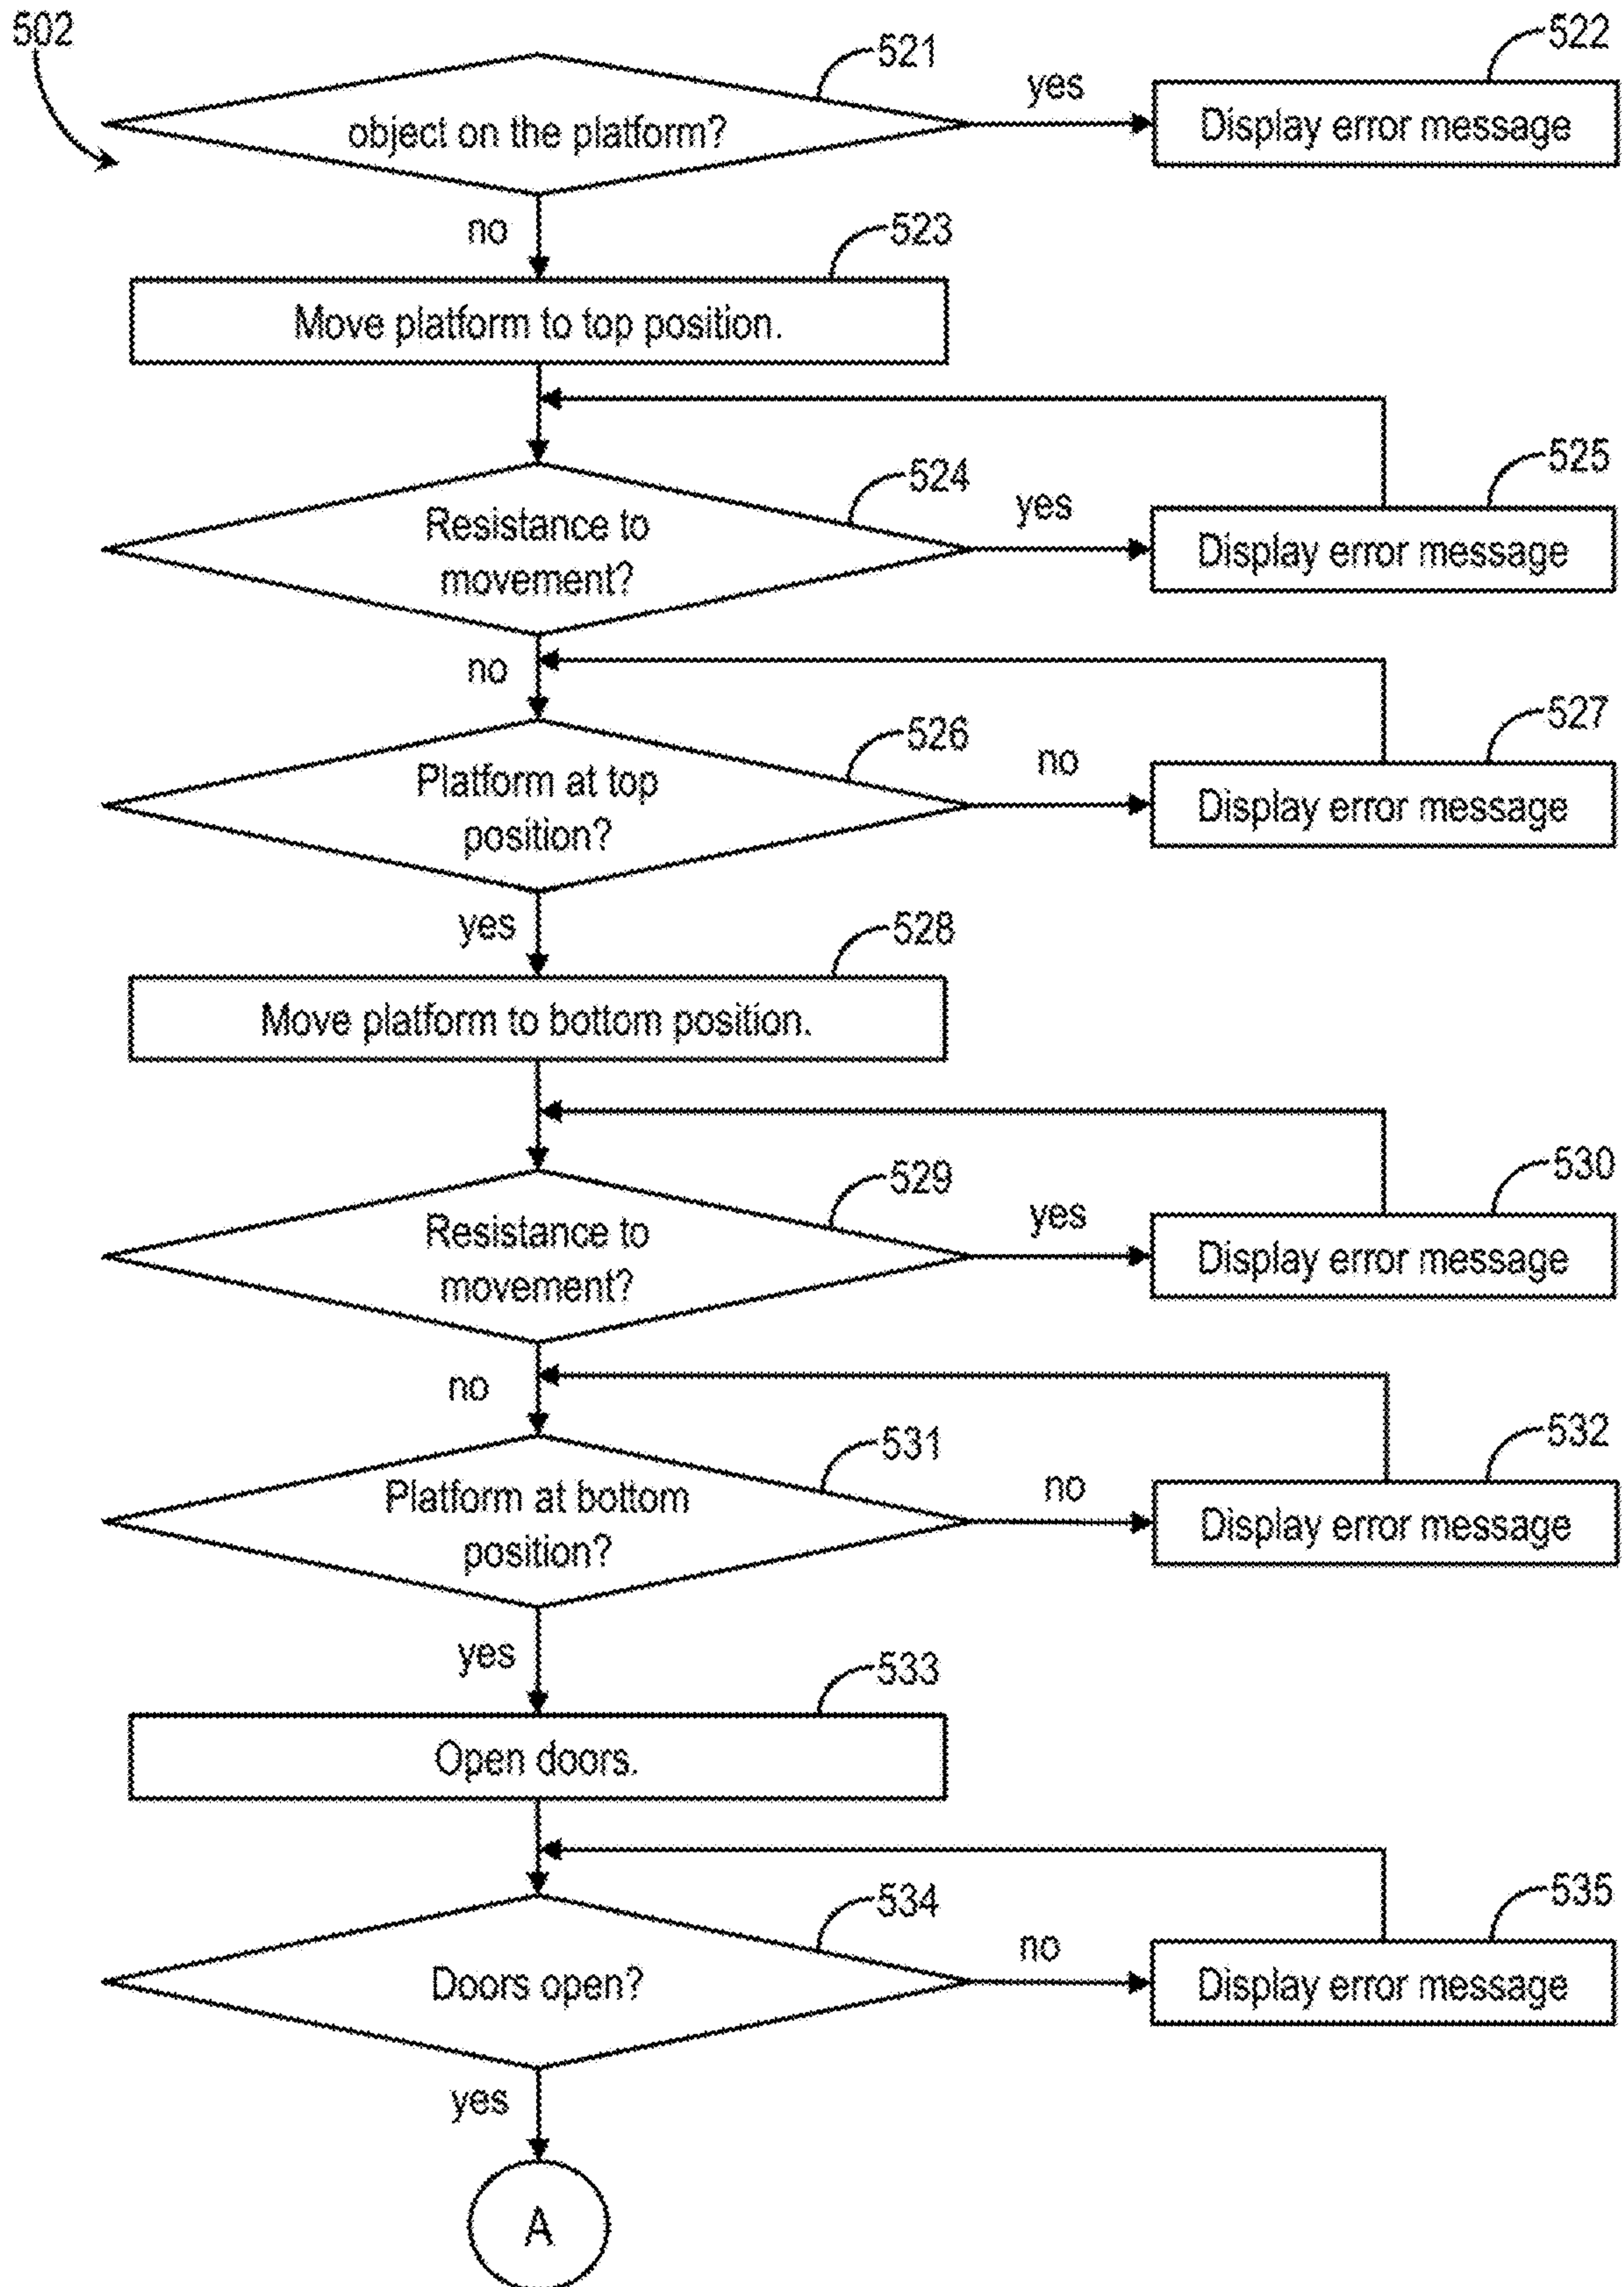 502
521
522
yes
object on the platform?
Display error message
no
523
Move platform to top position.
524
525
yes
Resistance to
movement?
Display error message
no
526
527
no
Platform at top
position?
Display error message
yes
528
Move platform to bottom position.
529
530
yes
Resistance to
movement?
Display error message
no
531
532
no
Platform at bottom
position?
Display error message
yes
533
Open doors.
534
535
no
Doors open?
Display error message
yes
A